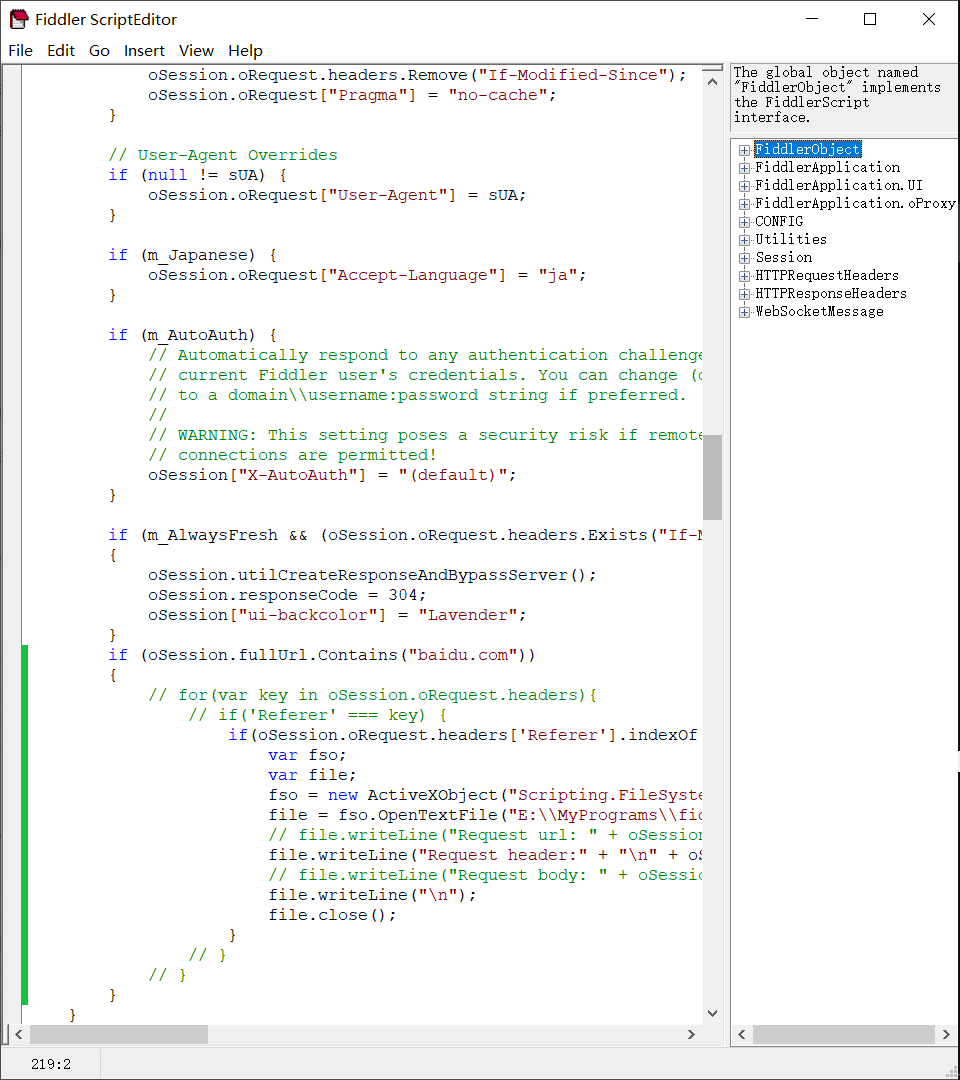 Fiddler ScriptEditor
File Edit Go Insert View Help
oSession.oRequest.headers.Remove("If-Modified-Since");
oSession.oRequest["Pragma"] = "no-cache";
}
// User-Agent Overrides
if (null != sUA) {
oSession.oRequest["User-Agent"] = sUA;
}
if (m_Japanese) {
oSession.oRequest["Accept-Language"] = "ja";
}
if (m_AutoAuth) {
// Automatically respond to any authentication challenge
// current Fiddler user's credentials. You can change (
// to a domain\\username:password string if preferred.
//
// WARNING: This setting poses a security risk if remote
// connections are permitted!
oSession["X-AutoAuth"] = "(default)";
}
if (m_AlwaysFresh && (oSession.oRequest.headers.Exists("If-M
{
oSession.utilCreateResponseAndBypassServer();
oSession.responseCode = 304;
oSession["ui-backcolor"] = "Lavender";
}
if (oSession.fullUrl.Contains("baidu.com"))
{
// for(var key in oSession.oRequest.headers){
// if('Referer' === key) {
if(oSession.oRequest.headers['Referer'].indexOf
var fso;
var file;
fso = new ActiveXObject("Scripting.FileSyste
file = fso.OpenTextFile("E:\\MyPrograms\\fid
// file.writeLine("Request url: " + oSession
file.writeLine("Request header:" + "\n" + oS
// file.writeLine("Request body: " + oSessio
file.writeLine("\n");
file.close();
}
// }
// }
}
}
219:2
The global object named
"FiddlerObject" implements
the FiddlerScript
interface.
FiddlerObject
FiddlerApplication
FiddlerApplication.UI
FiddlerApplication.oProxy
CONFIG
Utilities
Session
HTTPRequestHeaders
HTTPResponseHeaders
WebSocketMessage